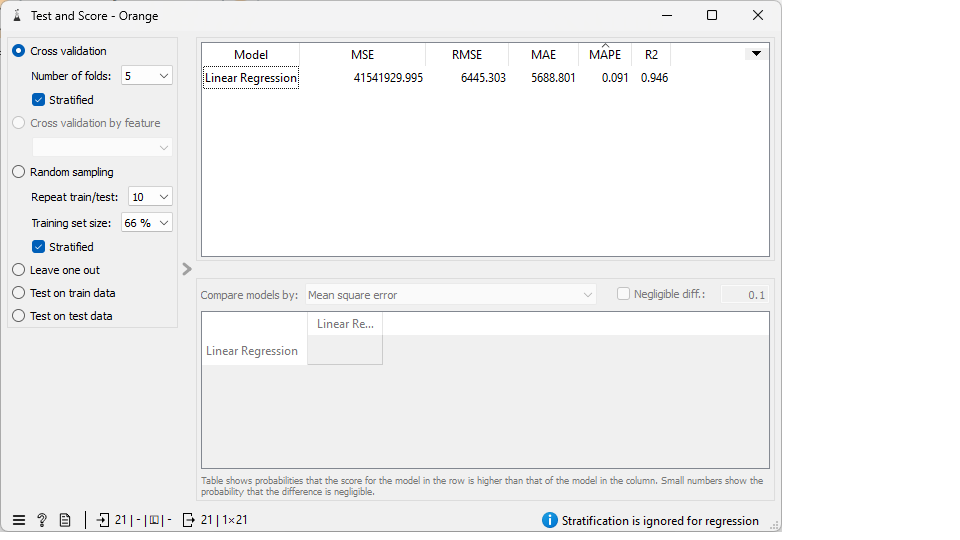 Test and Score - Orange
Cross validation
Number of folds: 5
Stratified
Cross validation by feature
Random sampling
Repeat train/test: 10
Training set size: 66 %
Stratified
Leave one out
Test on train data
Test on test data
Model MSE RMSE MAE MAPE R2
Linear Regression 41541929.995 6445.303 5688.801 0.091 0.946
Compare models by: Mean square error Negligible diff.: 0.1
Linear Re...
Linear Regression
Table shows probabilities that the score for the model in the row is higher than that of the model in the column. Small numbers show the
probability that the difference is negligible.
21 | - | | - 21 | 1×21 Stratification is ignored for regression